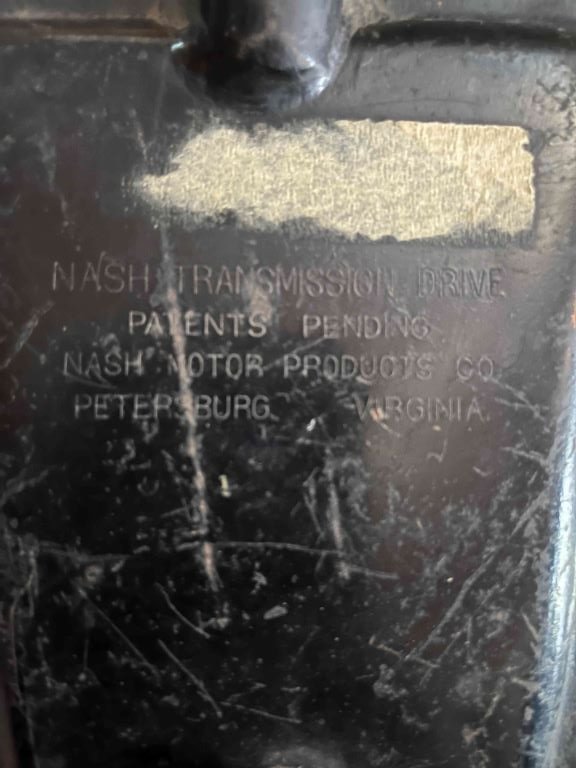 NASH TRANSMISSION DRIVE
PATENTS PENDING
NASH MOTOR PRODUCTS CO
PETERSBURG, VIRGINIA.